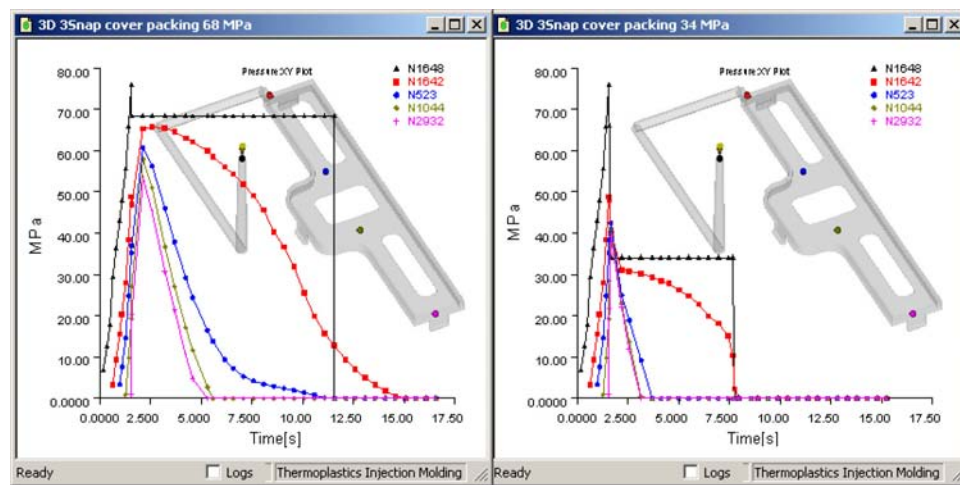 3D 3Snap cover packing 68 MPa
Pressure XY Plot
80.00
70.00
60.00
50.00
40.00
30.00
20.00
10.00
0.0000
MPa
N1648
N1642
N523
N1044
N2932
0.0000 2.500 5.000 7.50 10.00 12.50 15.00 17.50
Time[s]
Ready Logs Thermoplastics Injection Molding
3D 3Snap cover packing 34 MPa
Pressure XY Plot
80.00
70.00
60.00
50.00
40.00
30.00
20.00
10.00
0.0000
MPa
N1648
N1642
N523
N1044
N2932
0.0000 2.500 5.000 7.50 10.00 12.50 15.00 17.50
Time[s]
Ready Logs Thermoplastics Injection Molding